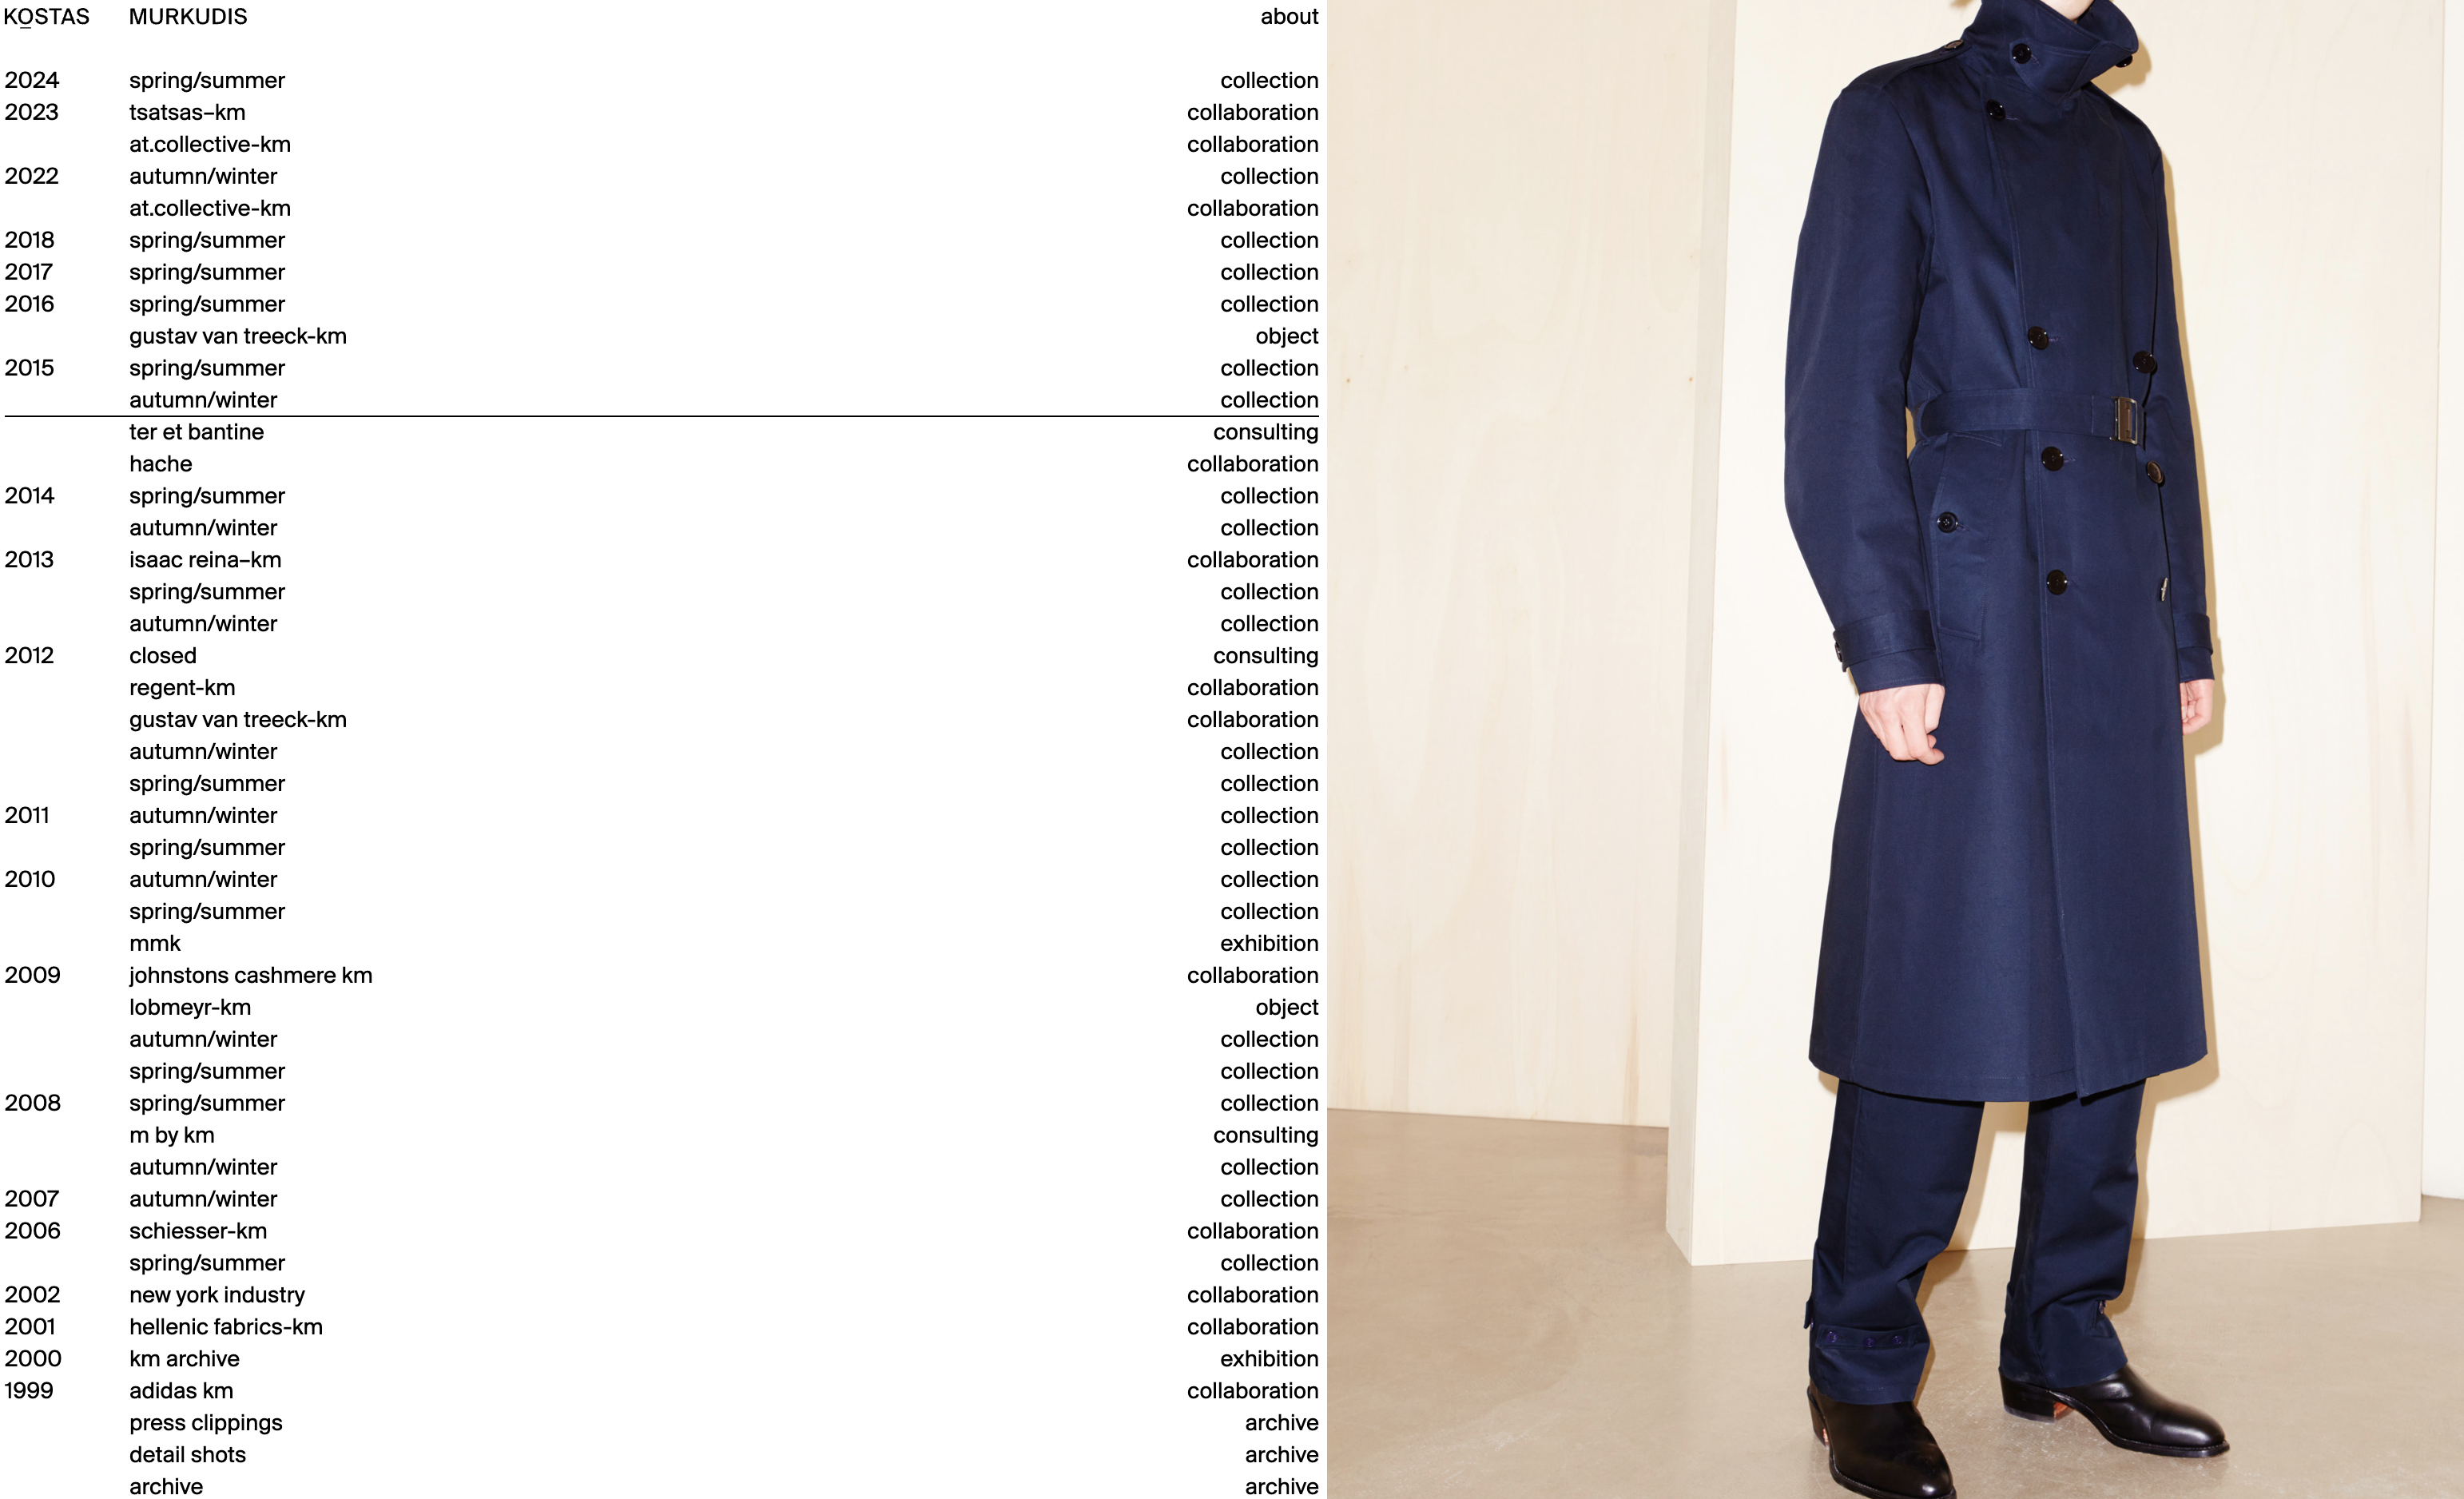 KOSTAS MURKUDIS about
2024 spring/summer collection
2023 tsatsas–km collaboration
at.collective-km collaboration
2022 autumn/winter collection
at.collective-km collaboration
2018 spring/summer collection
2017 spring/summer collection
2016 spring/summer collection
gustav van treeck-km object
2015 spring/summer collection
autumn/winter collection
ter et bantine consulting
hache collaboration
2014 spring/summer collection
autumn/winter collection
2013 isaac reina–km collaboration
spring/summer collection
autumn/winter collection
2012 closed consulting
regent-km collaboration
gustav van treeck-km collaboration
autumn/winter collection
spring/summer collection
2011 autumn/winter collection
spring/summer collection
2010 autumn/winter collection
spring/summer collection
mmk exhibition
2009 johnstons cashmere km collaboration
lobmeyr-km object
autumn/winter collection
spring/summer collection
2008 spring/summer collection
m by km consulting
autumn/winter collection
2007 autumn/winter collection
2006 schiesser-km collaboration
spring/summer collection
2002 new york industry collaboration
2001 hellenic fabrics-km collaboration
2000 km archive exhibition
1999 adidas km collaboration
press clippings archive
detail shots archive
archive archive